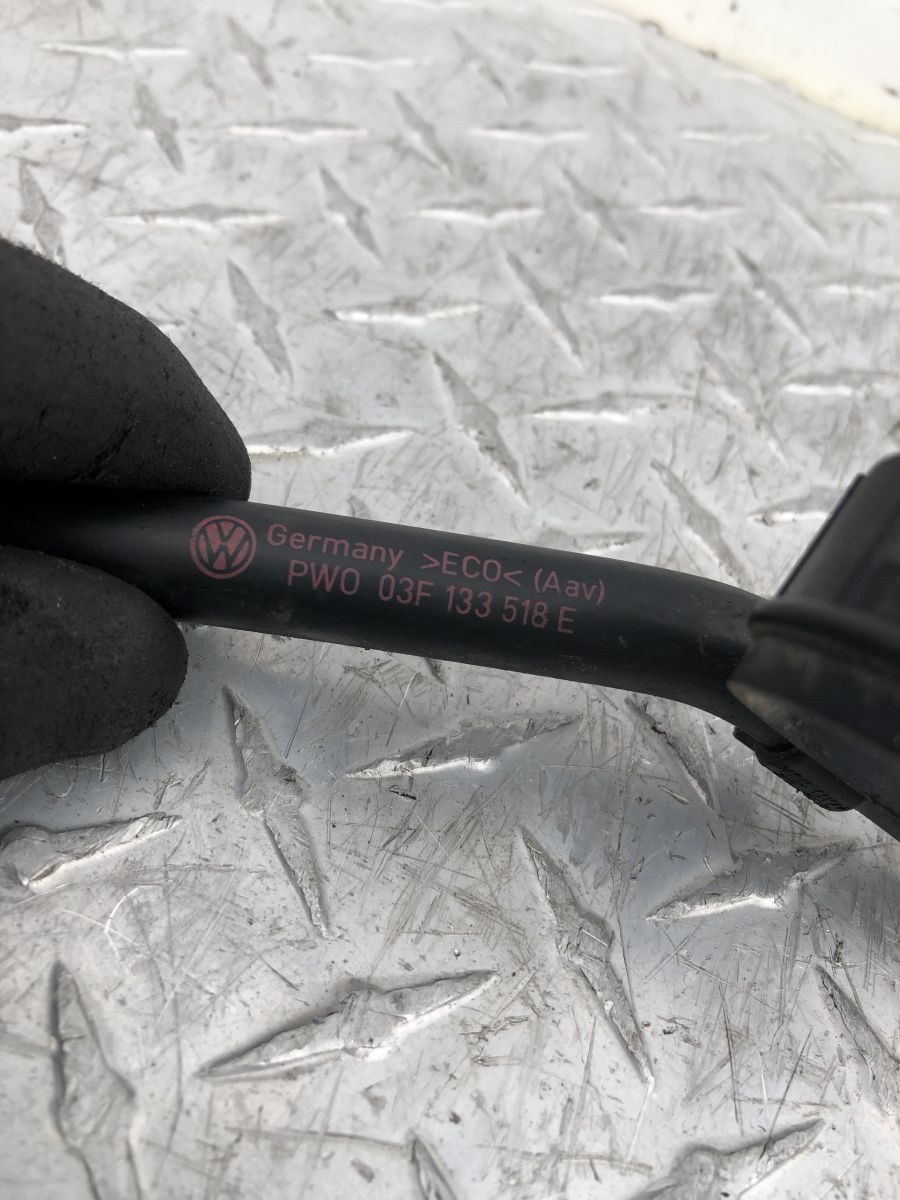 Germany >ECO< (Aav)
PWO 03F 133 518 E